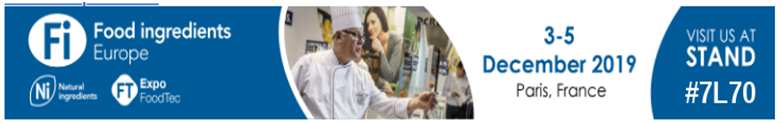 Fi
Food ingredients
Europe
Ni
Natural
ingredients
FT
Expo
FoodTec
3-5
December 2019
Paris, France
VISIT US AT
STAND
#7L70